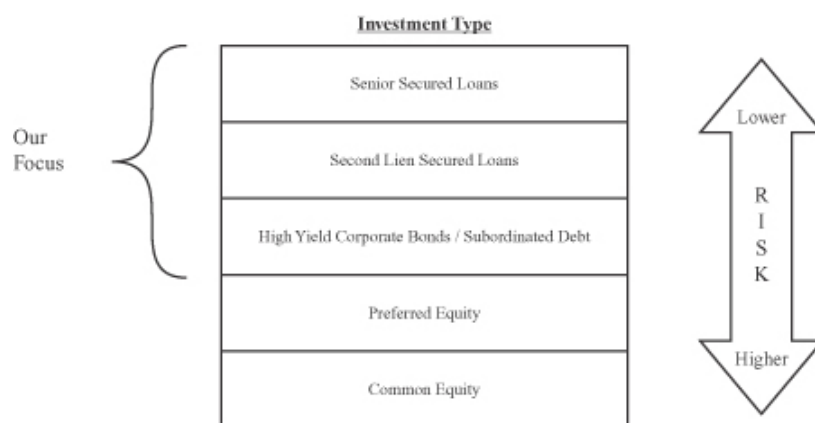 Investment Type
Senior Secured Loans
Our
Focus
Second Lien Secured Loans
High Yield Corporate Bonds / Subordinated Debt
Preferred Equity
Common Equity
Lower
R
I
S
K
Higher